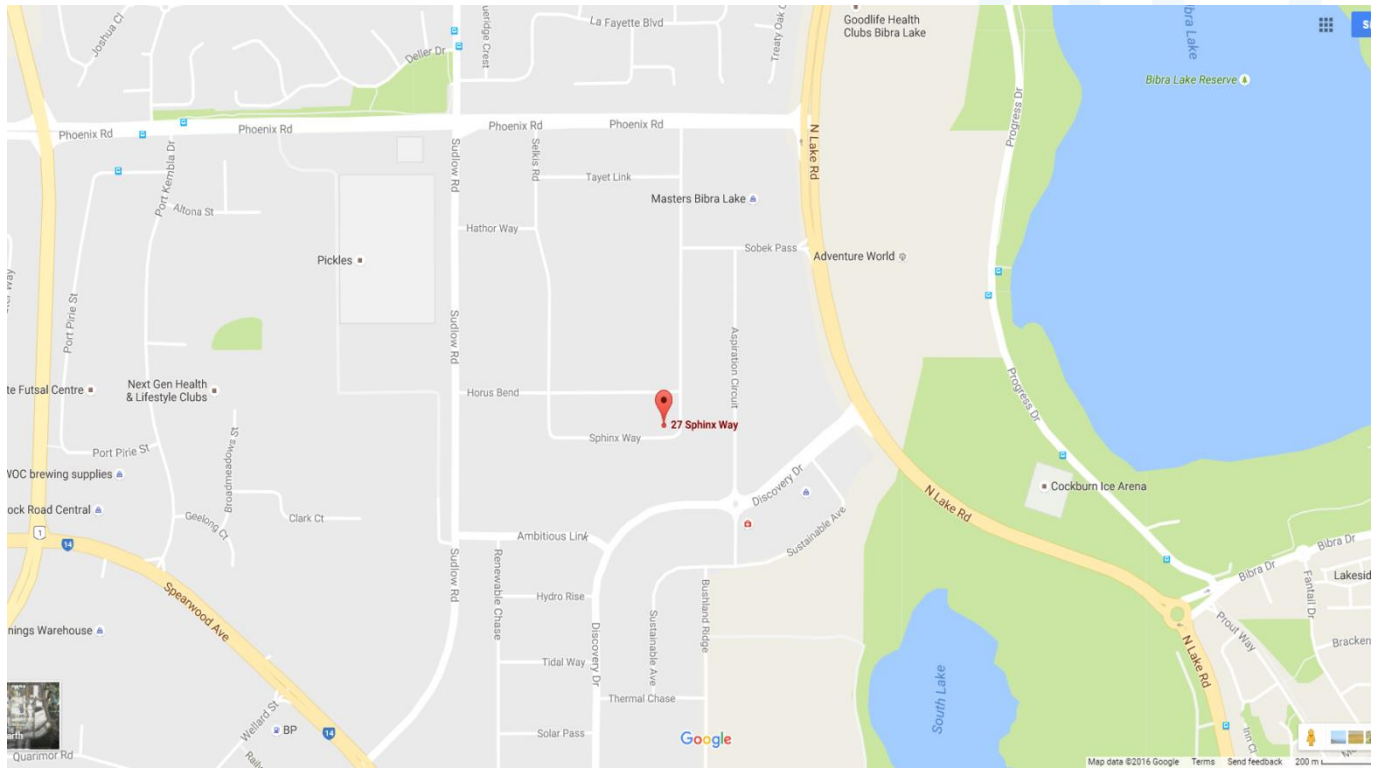 Joshua Cl
Deller Dr
La Fayette Blvd
Goodlife Health
Clubs Bibra Lake
Bibra Lake
Bibra Lake Reserve
Phoenix Rd
Phoenix Rd
Phoenix Rd
Phoenix Rd
Port Kembla Dr
Altona St
Sudlow Rd
Selkis Rd
Tayet Link
Masters Bibra Lake
N Lake Rd
Progress Dr
Hathor Way
Sobek Pass
Adventure World
Pickles
Port Pirie St
Sudlow Rd
Aspiration Circuit
Next Gen Health
& Lifestyle Clubs
Futsal Centre
Horus Bend
27 Sphinx Way
Sphinx Way
Progress Dr
Port Pirie St
Broadmeadows St
brewing supplies
Road Central
Geelong Ct
Clark Ct
Discovery Dr
Sustainable Ave
N Lake Rd
Cockburn Ice Arena
1
14
Ambitious Link
Sudlow Rd
Renewable Chase
Hydro Rise
Discovery Dr
Sustainable Ave
Bushland Ridge
Bibra Dr
Bibra Dr
Fantail Dr
Prout Way
N Lake Rd
Spearwood Ave
Warehouse
Tidal Way
Thermal Chase
Solar Pass
South Lake
Wellard St
BP
14
Quarimor Rd
Inn Cl
Google
Map data ©2016 Google Terms Send feedback 200 m